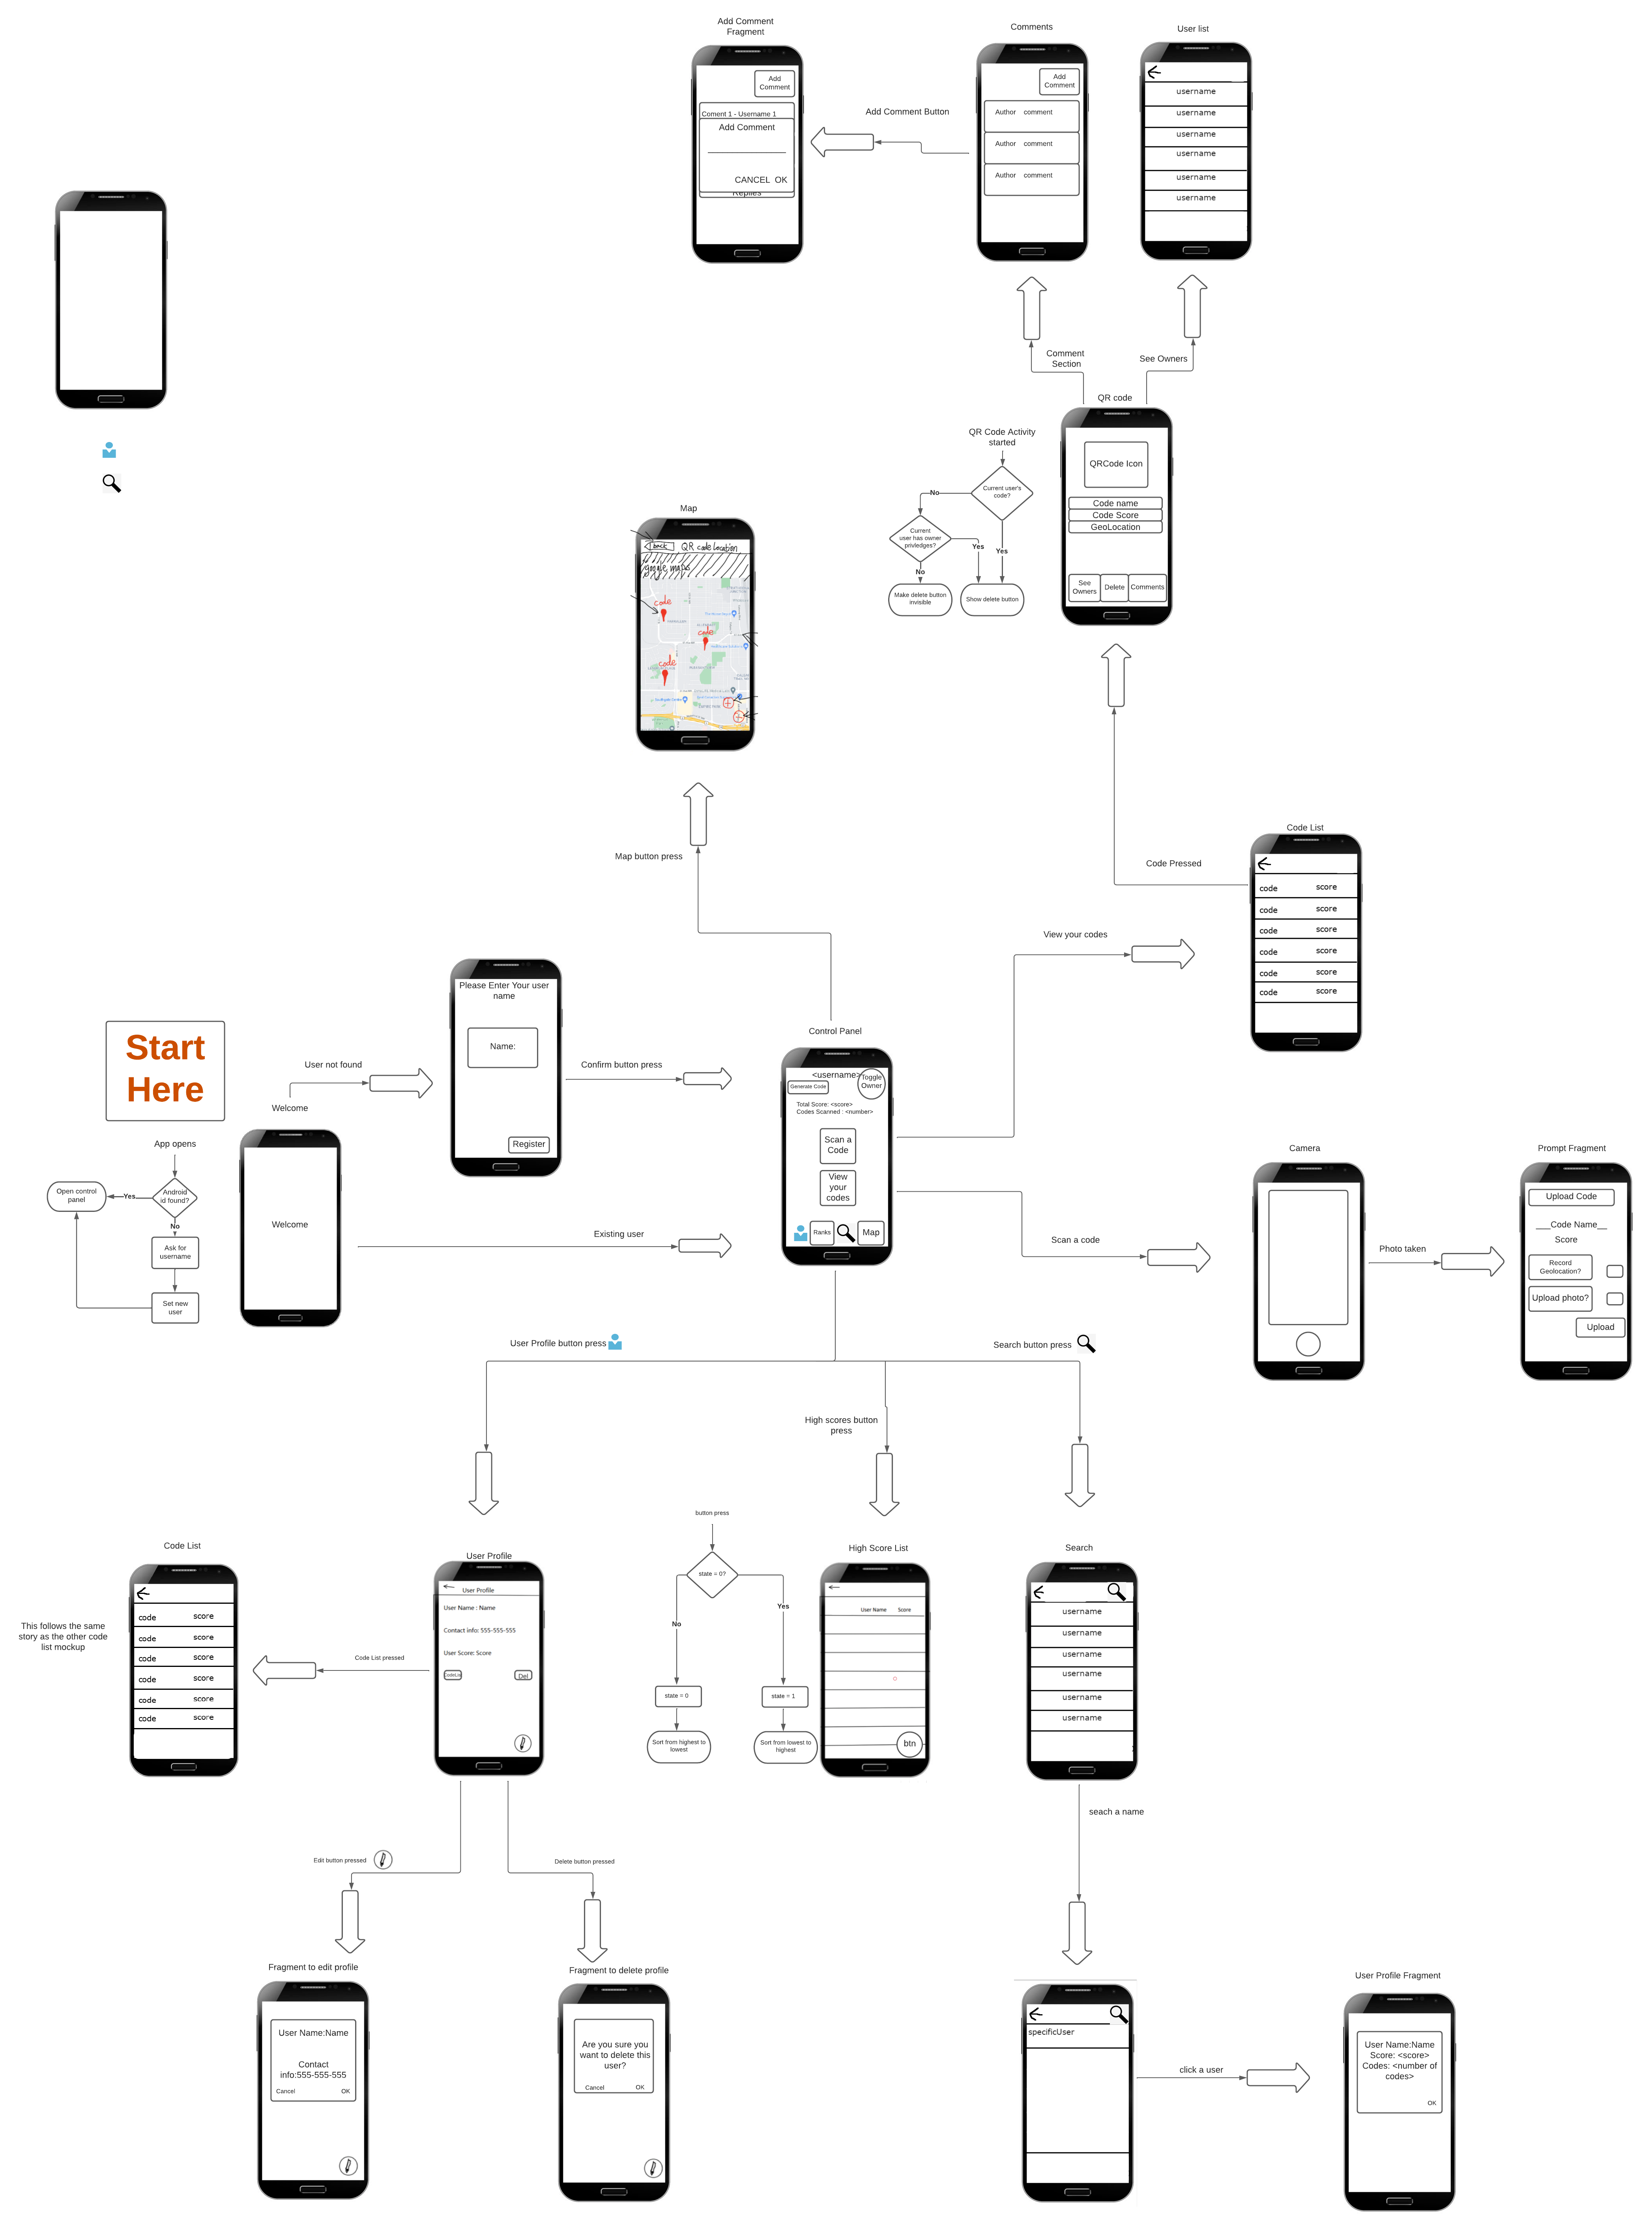 Add Comment
Fragment
Add
Comment
Coment 1 - Username 1
Add Comment
CANCEL OK
Replies
Add Comment Button
Comments
Add
Comment
Author comment
Author comment
Author comment
User list
username
username
username
username
username
username
Comment
Section
See Owners
QR code
QRCode Icon
Code name
Code Score
GeoLocation
See
Owners
Delete
Comments
QR Code Activity
started
Current user's
code?
No
Current
user has owner
priviledges?
Yes
Yes
No
Make delete button
invisible
Show delete button
Map
back
QR code location
google maps
code
code
code
Map button press
Code List
Code Pressed
code score
code score
code score
code score
code score
code score
View your codes
Please Enter Your user
name
Name:
Register
Start
Here
User not found
Confirm button press
Welcome
Welcome
App opens
Android
id found?
Yes
Open control
panel
No
Ask for
username
Set new
user
Existing user
Control Panel
<username>
Toggle
Owner
Generate Code
Total Score: <score>
Codes Scanned : <number>
Scan a
Code
View
your
codes
Ranks
Map
Scan a code
Camera
Photo taken
Prompt Fragment
Upload Code
___Code Name__
Score
Record
Geolocation?
Upload photo?
Upload
User Profile button press
Search button press
High scores button
press
Code List
This follows the same
story as the other code
list mockup
code score
code score
code score
code score
code score
code score
Code List pressed
User Profile
User Profile
User Name : Name
Contact info: 555-555-555
User Score: Score
CodeList
Del
button press
state = 0?
No
Yes
state = 0
state = 1
Sort from highest to
lowest
Sort from lowest to
highest
High Score List
User Name Score
btn
Search
username
username
username
username
username
username
seach a name
Edit button pressed
Delete button pressed
Fragment to edit profile
User Name:Name
Contact
info:555-555-555
Cancel OK
Fragment to delete profile
Are you sure you
want to delete this
user?
Cancel OK
specificUser
click a user
User Profile Fragment
User Name:Name
Score: <score>
Codes: <number of
codes>
OK